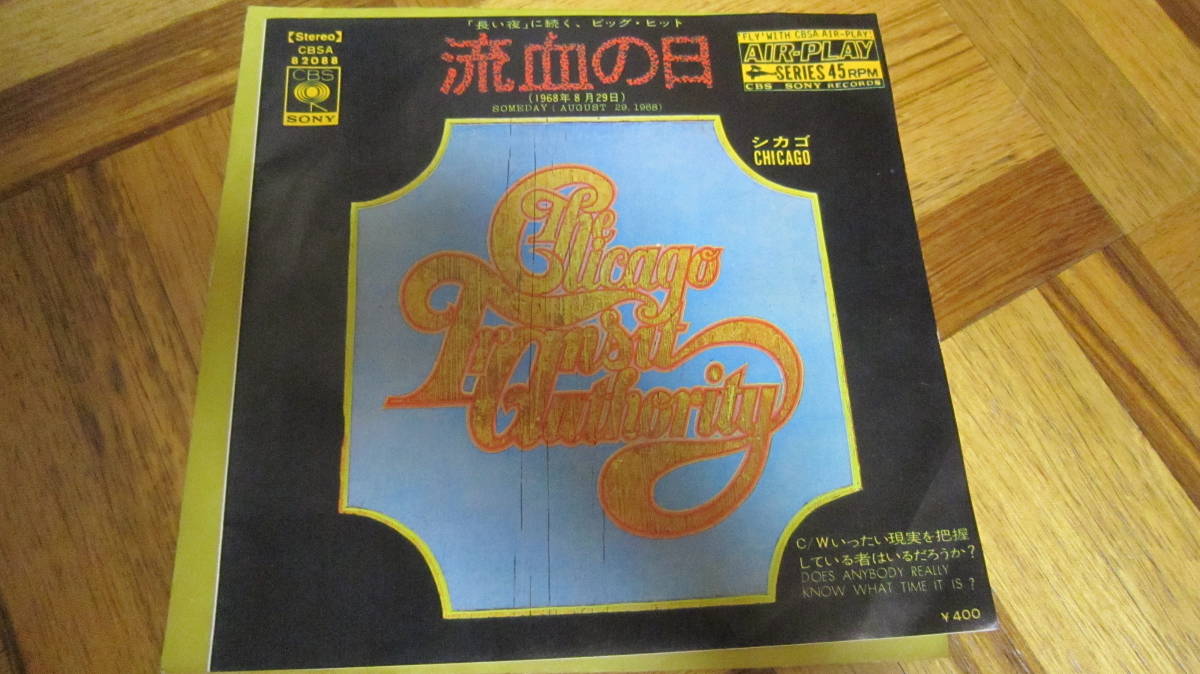 「長い夜」に続く、ビッグ・ヒット
【Stereo】
CBSA
82088
CBS
SONY
流血の日
(1968年8月29日)
SOMEDAY (AUGUST 29, 1968)
"FLY" WITH CBSA AIR-PLAY!
AIR-PLAY
SERIES 45 RPM
CBS SONY RECORDS
シカゴ
CHICAGO
The
Chicago
Transit
Authority
C/Wいったい現実を把握
している者はいるだろうか?
DOES ANYBODY REALLY
KNOW WHAT TIME IT IS?
¥400